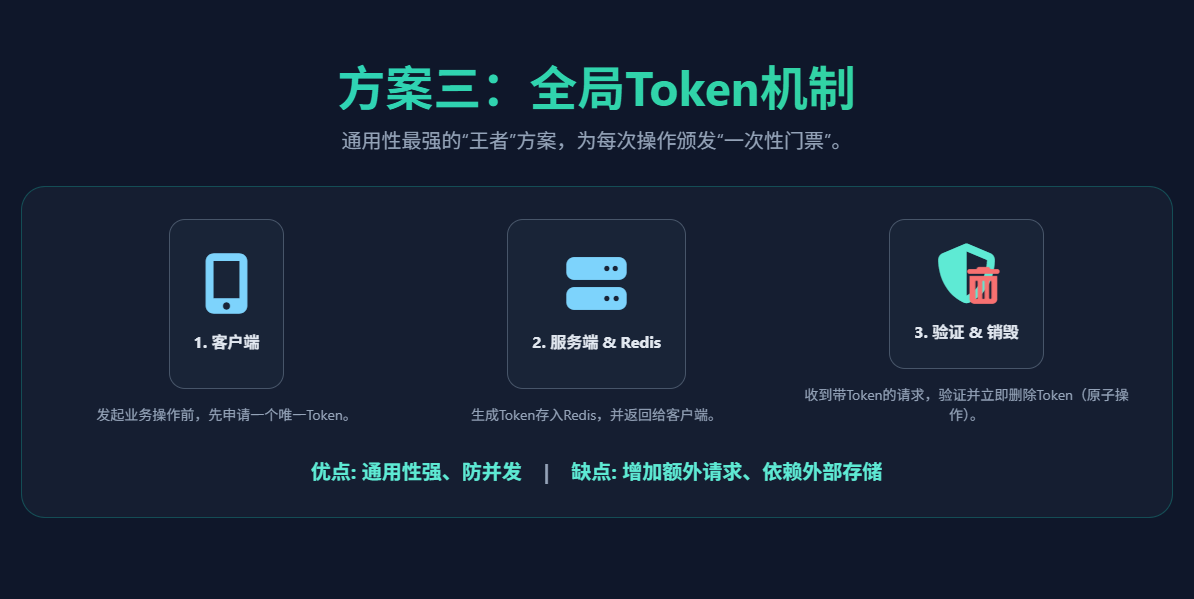 方案三：全局Token机制
通用性最强的“王者”方案，为每次操作颁发“一次性门票”。
1. 客户端
发起业务操作前，先申请一个唯一Token。
2. 服务端 & Redis
生成Token存入Redis，并返回给客户端。
3. 验证 & 销毁
收到带Token的请求，验证并立即删除Token（原子操
作）。
优点: 通用性强、防并发 | 缺点: 增加额外请求、依赖外部存储